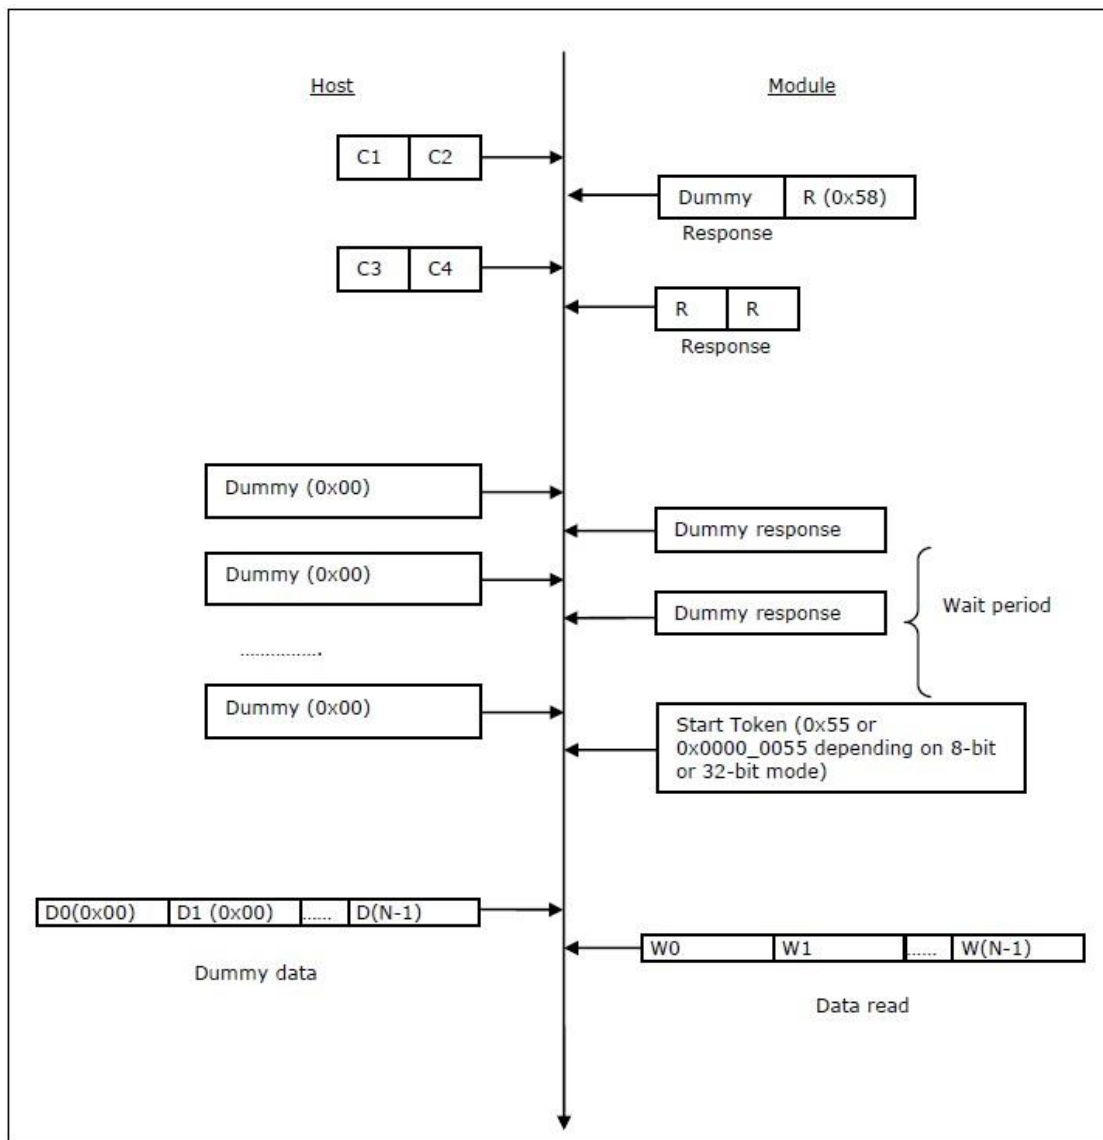 Host
Module
C1 C2
Dummy R (0x58)
Response
C3 C4
R R
Response
Dummy (0x00)
Dummy response
Dummy (0x00)
Dummy response
Wait period
................
Dummy (0x00)
Start Token (0x55 or
0x0000_0055 depending on 8-bit
or 32-bit mode)
D0(0x00) D1 (0x00) ...... D(N-1)
W0 W1 ...... W(N-1)
Dummy data
Data read